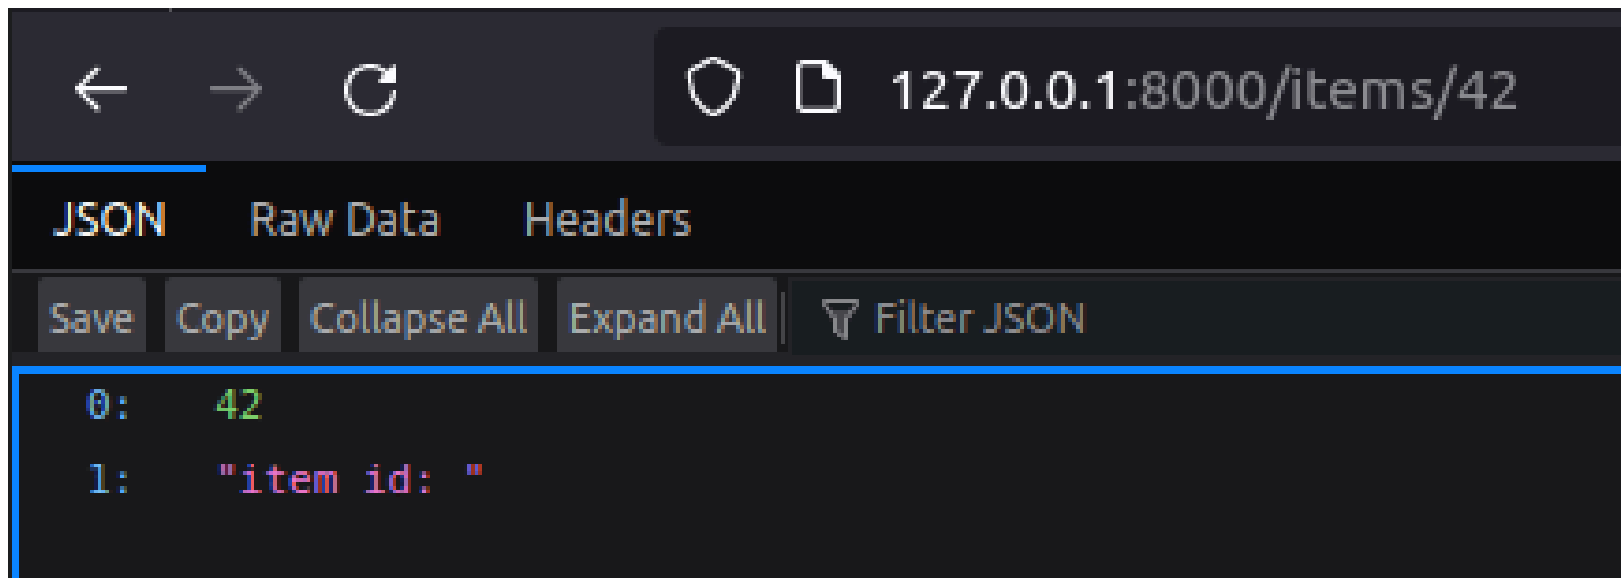 127.0.0.1:8000/items/42
JSON Raw Data Headers
Save Copy Collapse All Expand All Filter JSON
0: 42
1: "item id: "